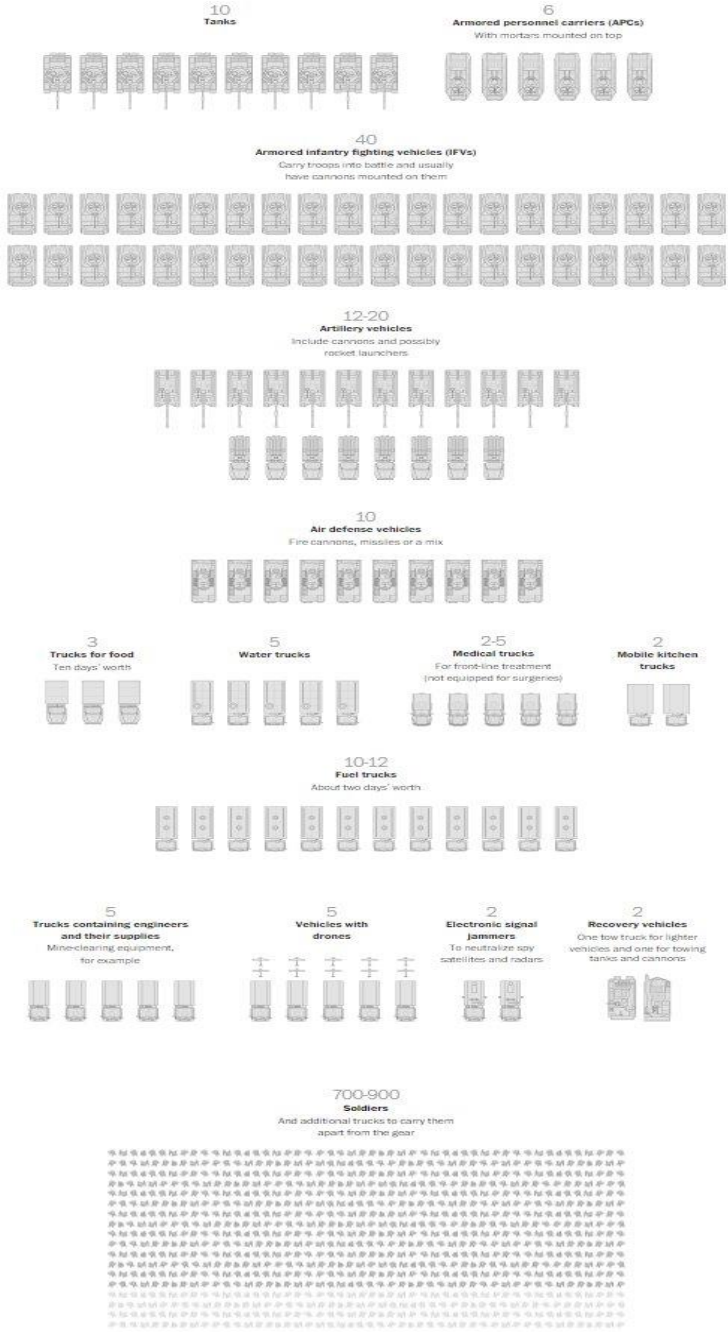 10
Tanks
6
Armored personnel carriers (APCs)
With mortars mounted on top
40
Armored infantry fighting vehicles (IFVs)
Carry troops into battle and usually
have cannons mounted on them
12-20
Artillery vehicles
Include cannons and possibly
rocket launchers
10
Air defense vehicles
Fire cannons, missiles or a mix
3
Trucks for food
Ten days' worth
5
Water trucks
2-5
Medical trucks
For front-line treatment
(not equipped for surgeries)
2
Mobile kitchen
trucks
10-12
Fuel trucks
About two days' worth
5
Trucks containing engineers
and their supplies
Mine-clearing equipment,
for example
5
Vehicles with
drones
2
Electronic signal
jammers
To neutralize spy
satellites and radars
2
Recovery vehicles
One tow truck for lighter
vehicles and one for towing
tanks and cannons
700-900
Soldiers
And additional trucks to carry them
apart from the gear